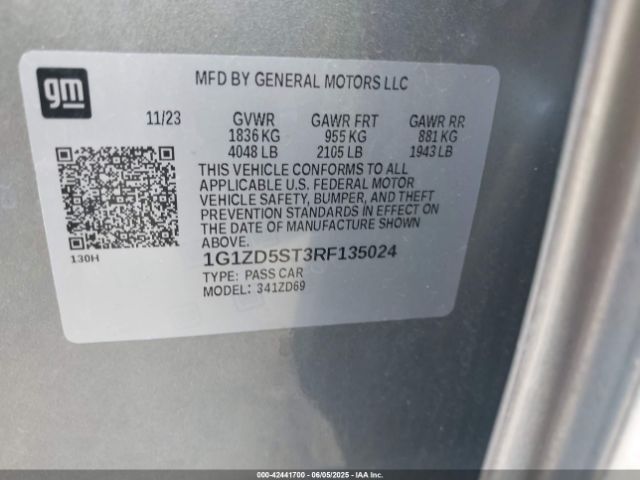 gm
MFD BY GENERAL MOTORS LLC
11/23 GVWR GAWR FRT GAWR RR
1836 KG 955 KG 881 KG
4048 LB 2105 LB 1943 LB
THIS VEHICLE CONFORMS TO ALL
APPLICABLE U.S. FEDERAL MOTOR
VEHICLE SAFETY, BUMPER, AND THEFT
PREVENTION STANDARDS IN EFFECT ON
THE DATE OF MANUFACTURE SHOWN
ABOVE.
130H
1G1ZD5ST3RF135024
TYPE: PASS CAR
MODEL: 341ZD69
000-42441700 - 06/05/2025 - IAA Inc.